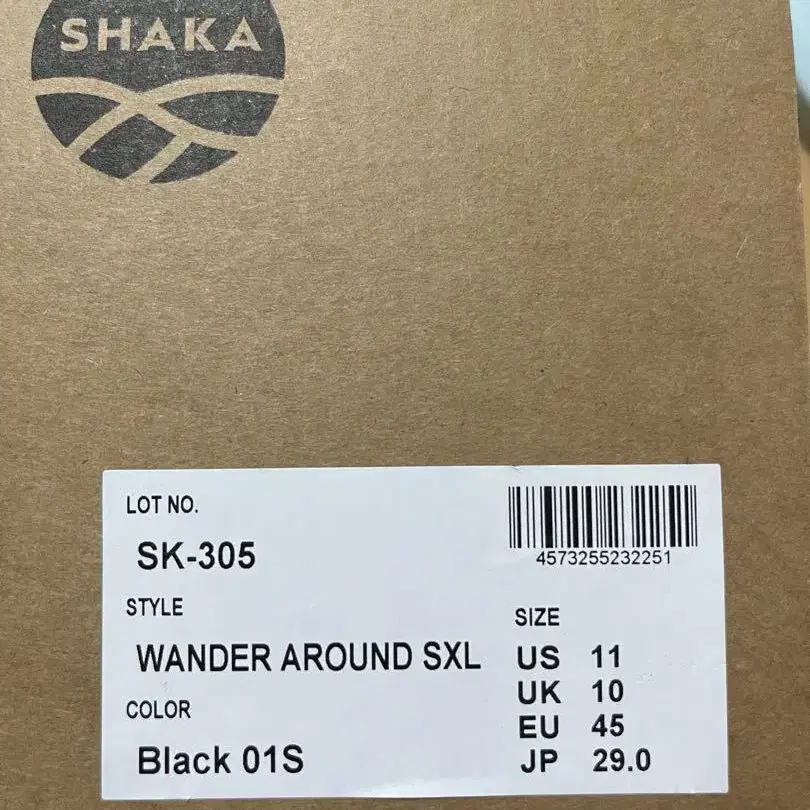 SHAKA
LOT NO.
SK-305
4573255232251
STYLE
WANDER AROUND SXL
COLOR
Black 01S
SIZE
US 11
UK 10
EU 45
JP 29.0